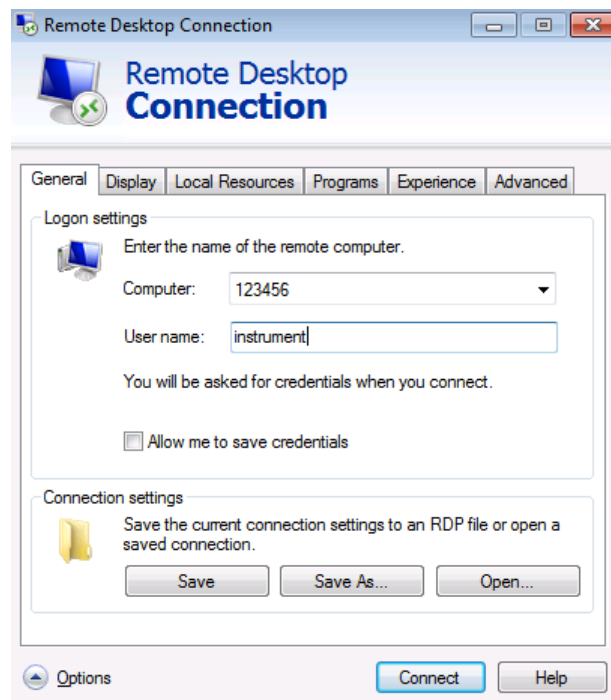 Remote Desktop Connection
Remote Desktop
Connection
General Display Local Resources Programs Experience Advanced
Logon settings
Enter the name of the remote computer.
Computer: 123456
User name: instrument
You will be asked for credentials when you connect.
Allow me to save credentials
Connection settings
Save the current connection settings to an RDP file or open a
saved connection.
Save Save As... Open...
Options Connect Help